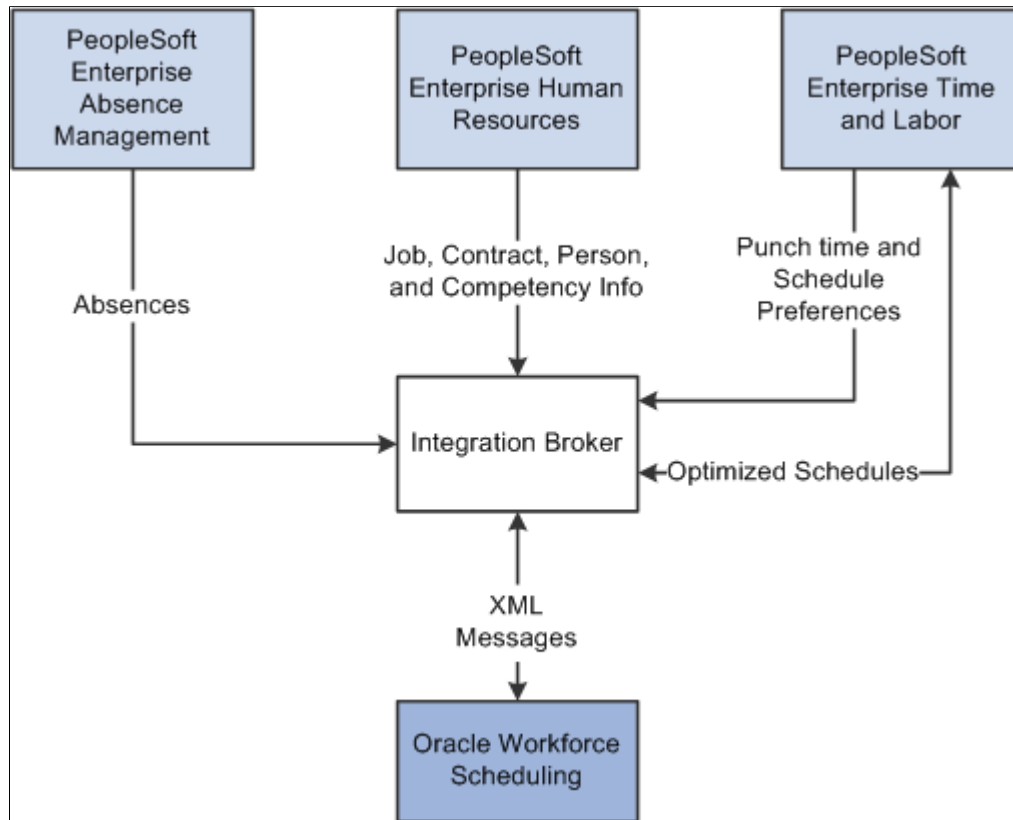 PeopleSoft
Enterprise
Absence
Management
PeopleSoft
Enterprise Human
Resources
PeopleSoft
Enterprise Time
and Labor
Absences
Job, Contract, Person,
and Competency Info
Punch time and
Schedule
Preferences
Integration Broker
Optimized Schedules
XML
Messages
Oracle Workforce
Scheduling